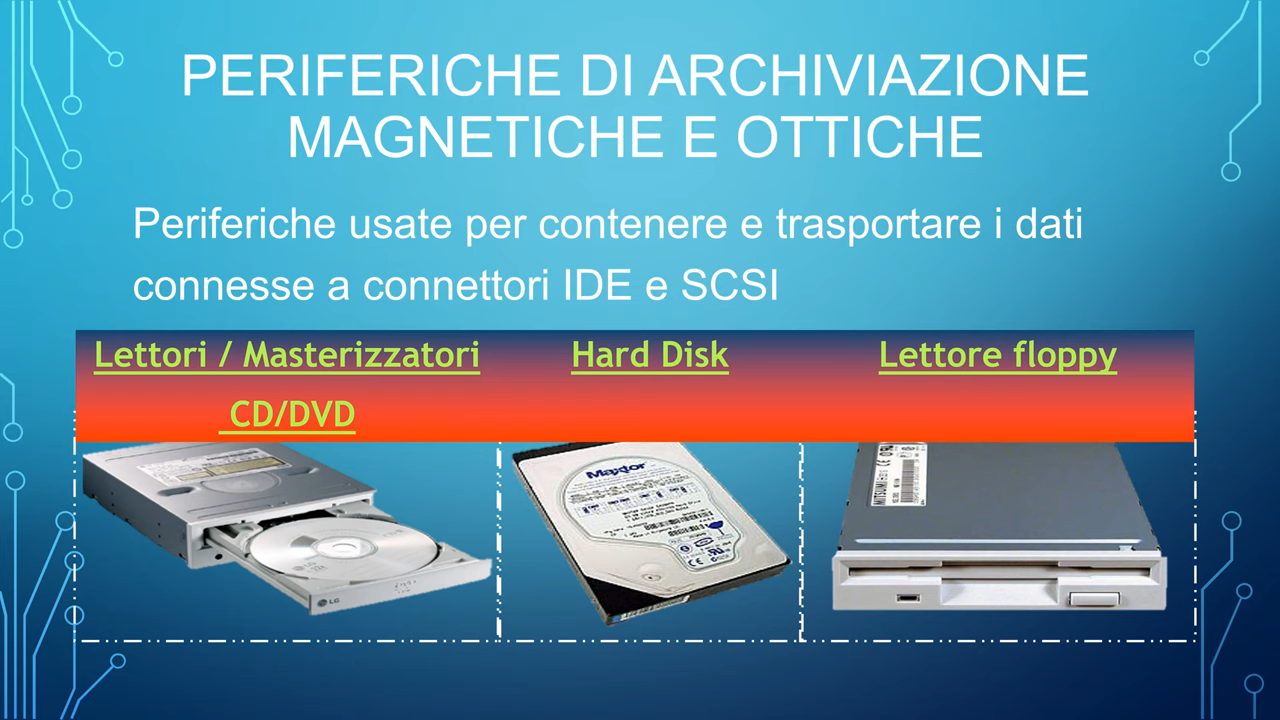 PERIFERICHE DI ARCHIVIAZIONE
MAGNETICHE E OTTICHE
Periferiche usate per contenere e trasportare i dati
connesse a connettori IDE e SCSI
Lettori / Masterizzatori
CD/DVD
Hard Disk
Lettore floppy
Maxtor
MITSUMI
LG